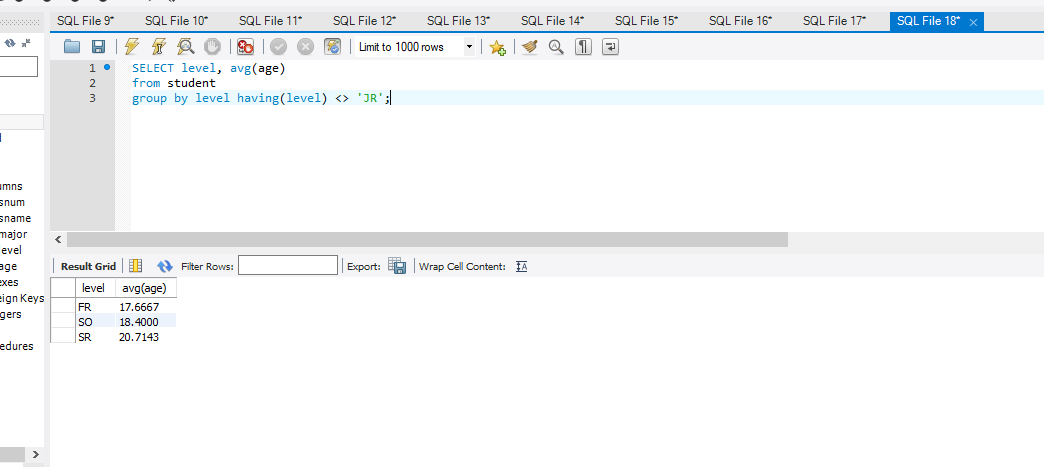 SQL File 9* SQL File 10* SQL File 11* SQL File 12* SQL File 13* SQL File 14* SQL File 15* SQL File 16* SQL File 17* SQL File 18*
Limit to 1000 rows
1 SELECT level, avg(age)
2 from student
3 group by level having(level) <> 'JR';
umns
snum
sname
major
evel
age
exes
eign Keys
gers
edures
Result Grid Filter Rows: Export: Wrap Cell Content:
level avg(age)
FR 17.6667
SO 18.4000
SR 20.7143